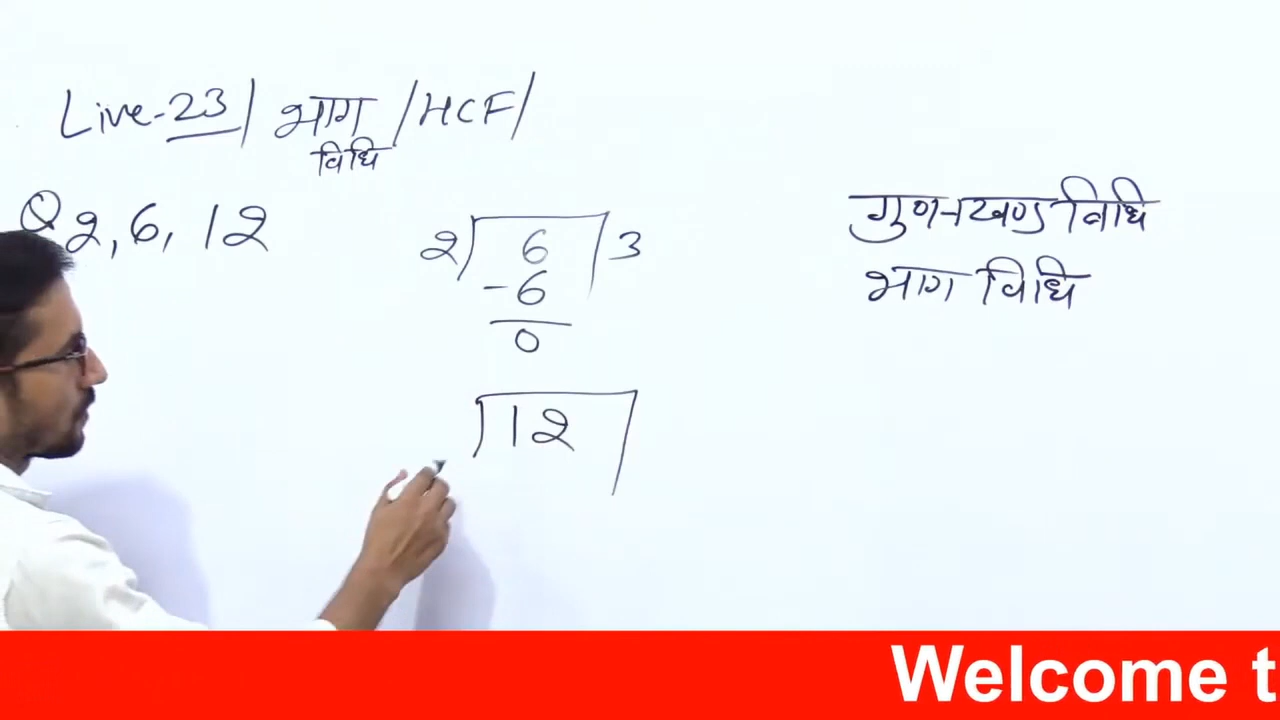 Live-23 / भाग / HCF /
विधि
Q 2, 6, 12
2) 6 (3
-6
0
12
गुणनखण्ड विधि
भाग विधि
Welcome t